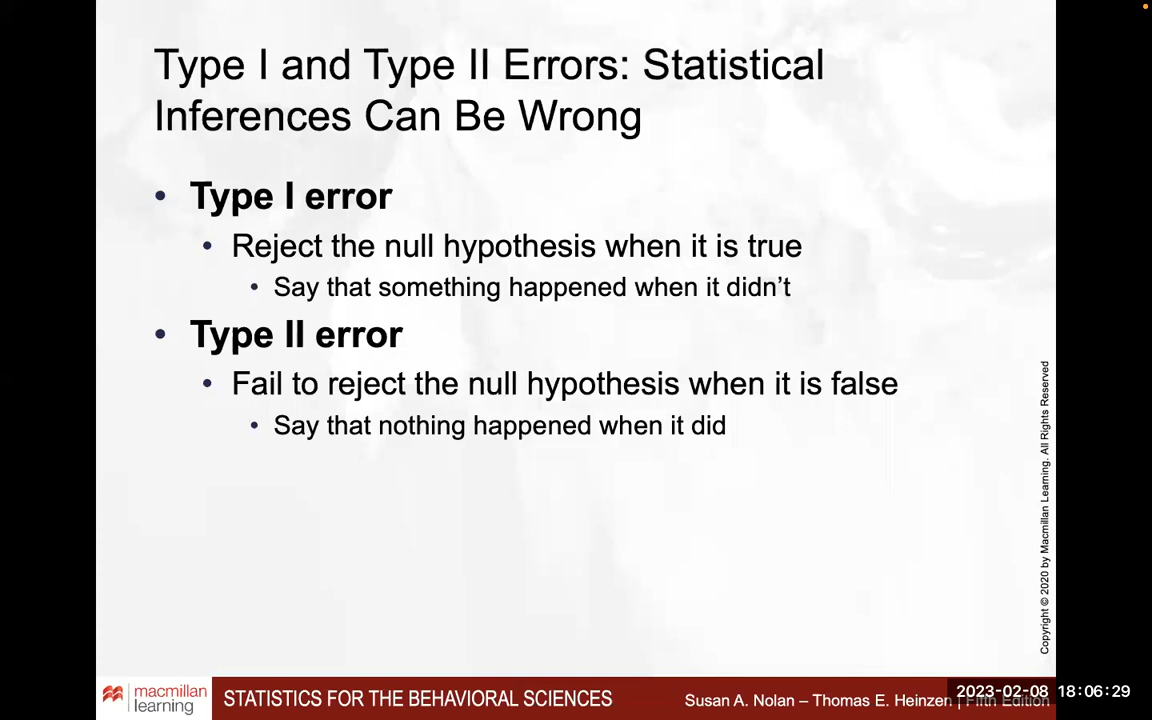 Type I and Type II Errors: Statistical
Inferences Can Be Wrong
• Type I error
• Reject the null hypothesis when it is true
• Say that something happened when it didn’t
• Type II error
• Fail to reject the null hypothesis when it is false
• Say that nothing happened when it did
Copyright © 2020 by Macmillan Learning. All Rights Reserved
macmillan
learning
STATISTICS FOR THE BEHAVIORAL SCIENCES
Susan A. Nolan – Thomas E. Heinzen | Fifth Edition
2023-02-08 18:06:29